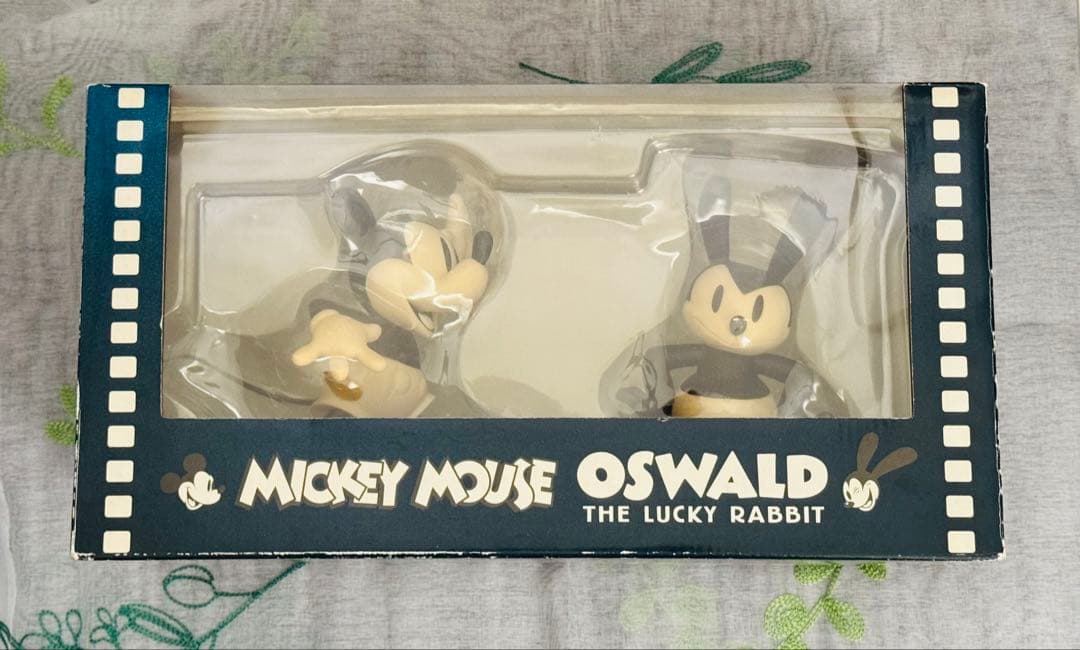 MICKEY MOUSE
OSWALD
THE LUCKY RABBIT